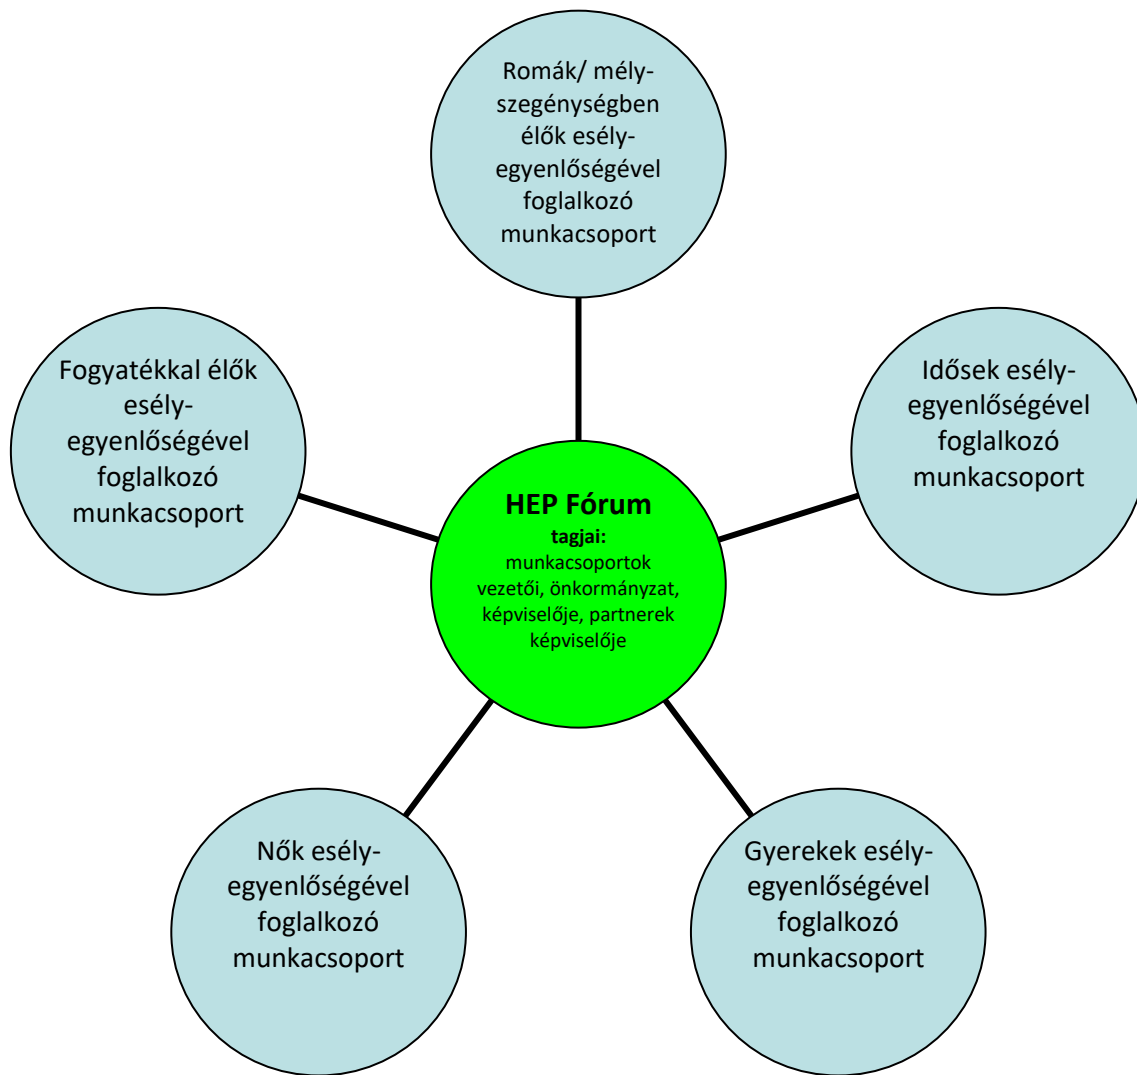 Romák/ mély-
szegénységben
élők esély-
egyenlőségével
foglalkozó
munkacsoport
Fogyatékkal élők
esély-
egyenlőségével
foglalkozó
munkacsoport
Idősek esély-
egyenlőségével
foglalkozó
munkacsoport
HEP Fórum
tagjai:
munkacsoportok
vezetői, önkormányzat,
képviselője, partnerek
képviselője
Nők esély-
egyenlőségével
foglalkozó
munkacsoport
Gyerekek esély-
egyenlőségével
foglalkozó
munkacsoport